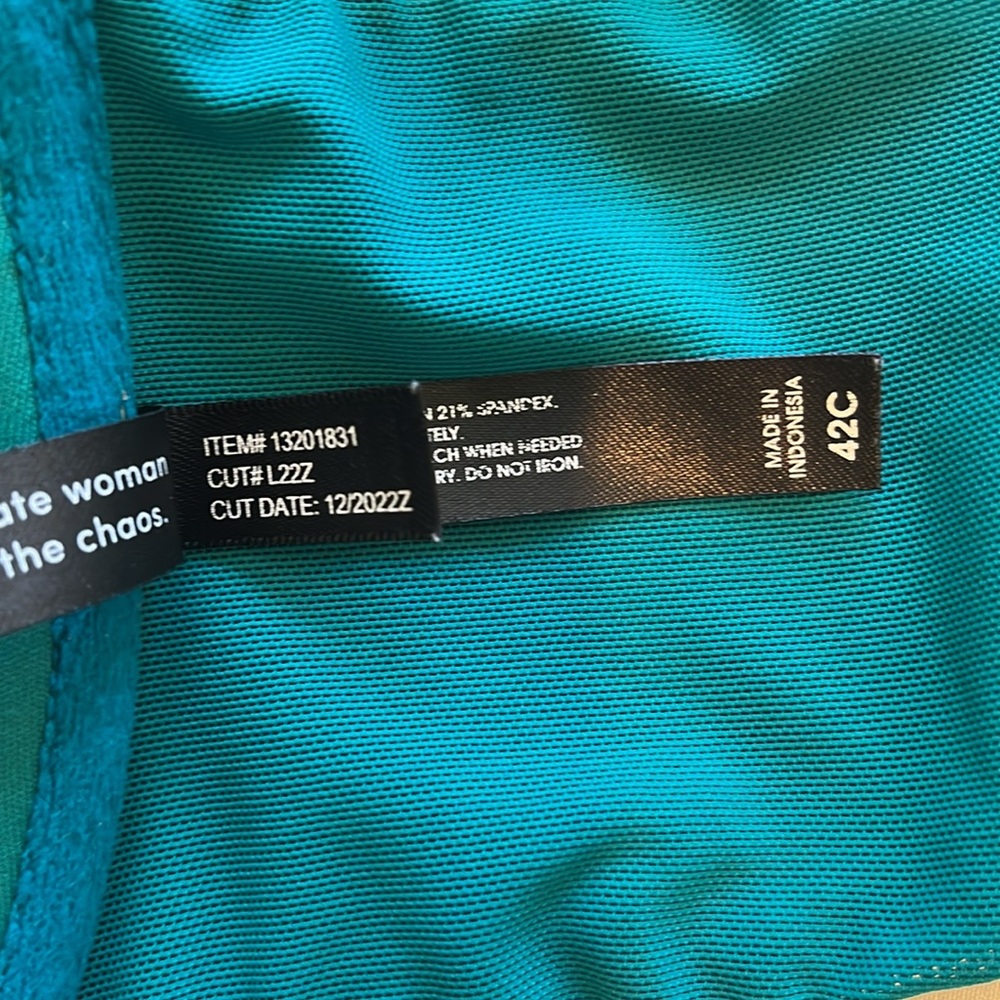 ate woman
the chaos.
ITEM# 13201831
CUT# L22Z
CUT DATE: 12/2022Z
N 21% SPANDEX.
TELY.
CH WHEN NEEDED
RY. DO NOT IRON.
MADE IN
INDONESIA
42C